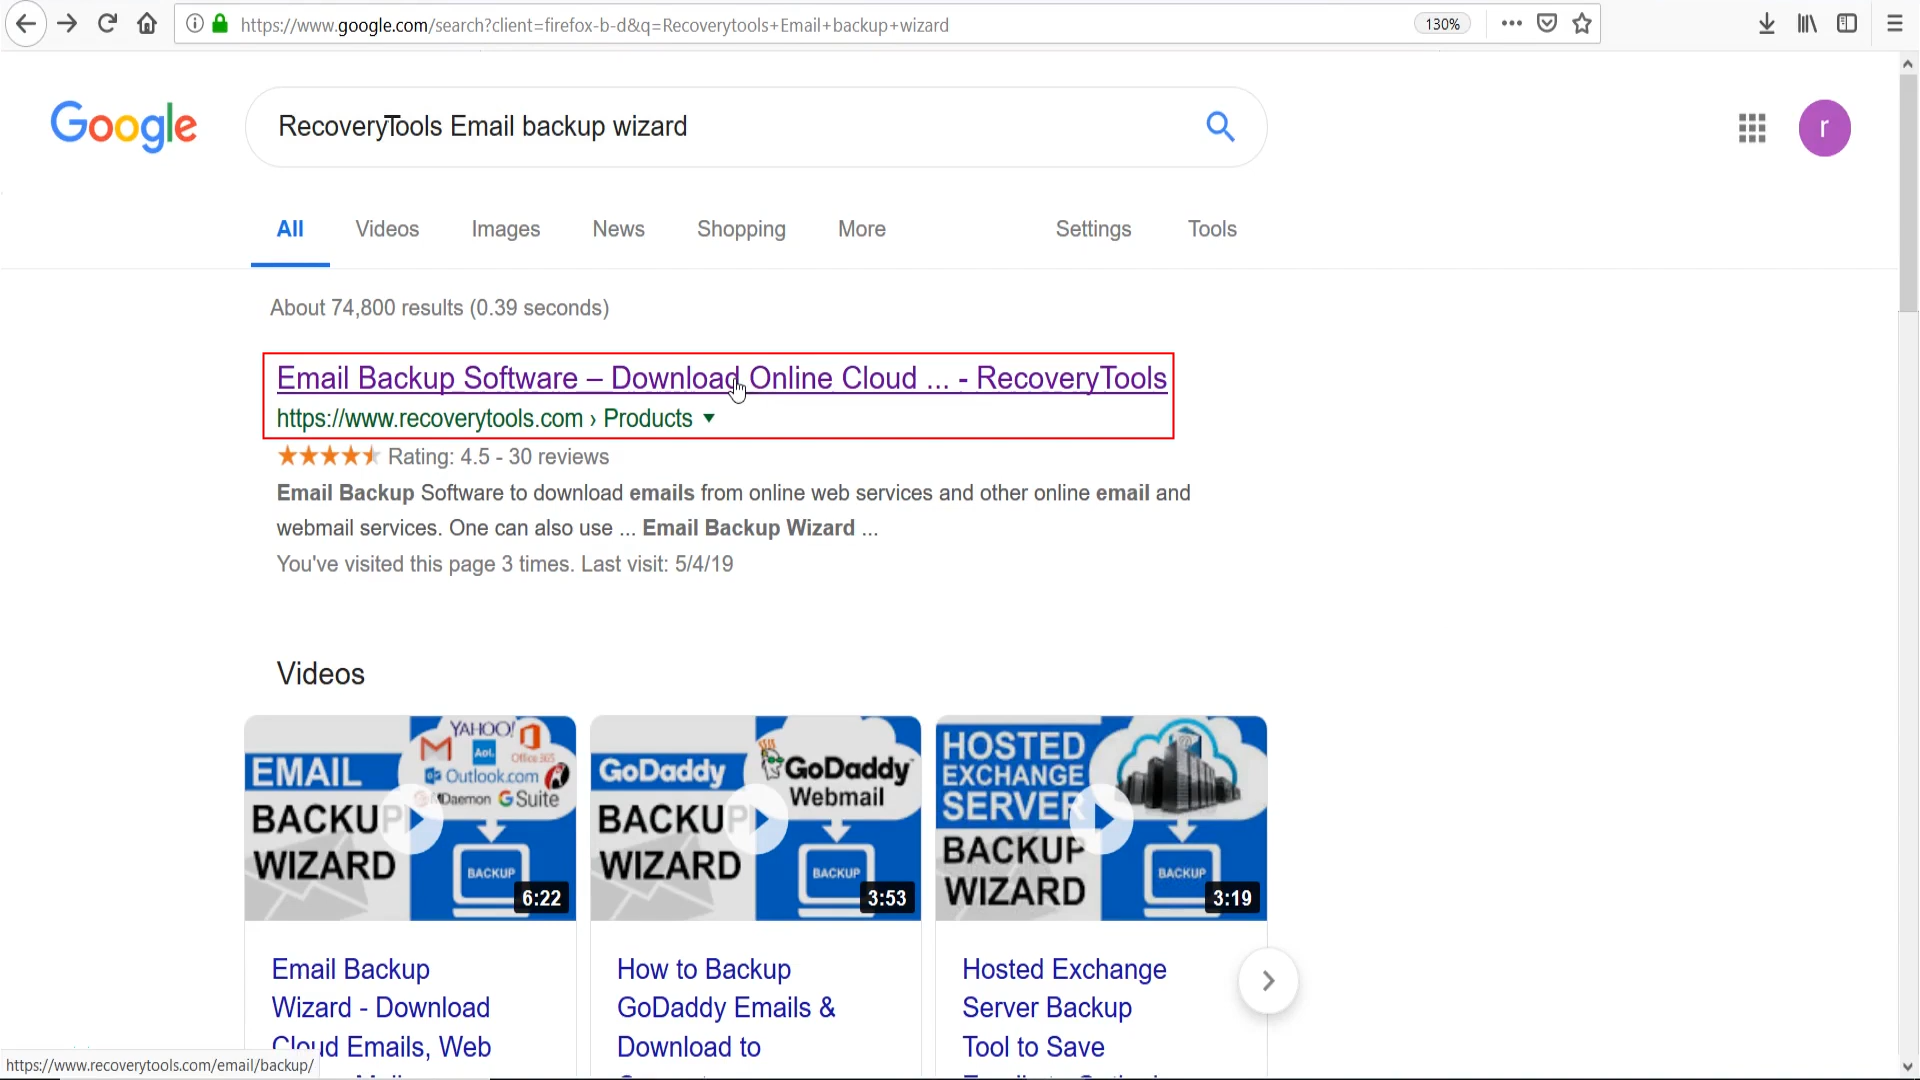 https://www.google.com/search?client=firefox-b-d&q=Recoverytools+Email+backup+wizard
130%
Google
RecoveryTools Email backup wizard
r
All
Videos
Images
News
Shopping
More
Settings
Tools
About 74,800 results (0.39 seconds)
Email Backup Software – Download Online Cloud ... - RecoveryTools
https://www.recoverytools.com › Products
Rating: 4.5 - 30 reviews
Email Backup Software to download emails from online web services and other online email and
webmail services. One can also use ... Email Backup Wizard ...
You've visited this page 3 times. Last visit: 5/4/19
Videos
YAHOO!
Aol.
Office 365
Outlook.com
MDaemon
G Suite
EMAIL
BACKUP
WIZARD
BACKUP
6:22
GoDaddy
BACKUP
WIZARD
GoDaddy
Webmail
BACKUP
3:53
HOSTED
EXCHANGE
SERVER
BACKUP
WIZARD
BACKUP
3:19
Email Backup
Wizard - Download
Cloud Emails, Web
How to Backup
GoDaddy Emails &
Download to
Hosted Exchange
Server Backup
Tool to Save
https://www.recoverytools.com/email/backup/